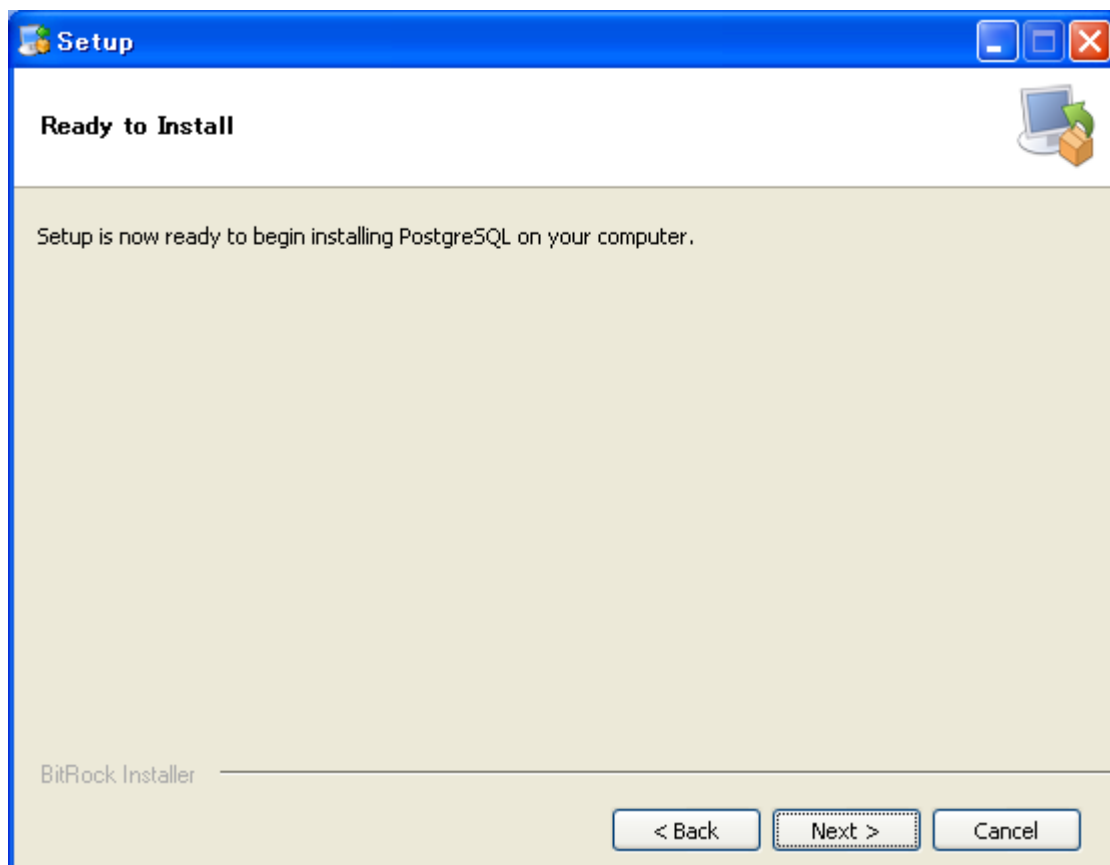 Setup
Ready to Install
Setup is now ready to begin installing PostgreSQL on your computer.
BitRock Installer
< Back
Next >
Cancel